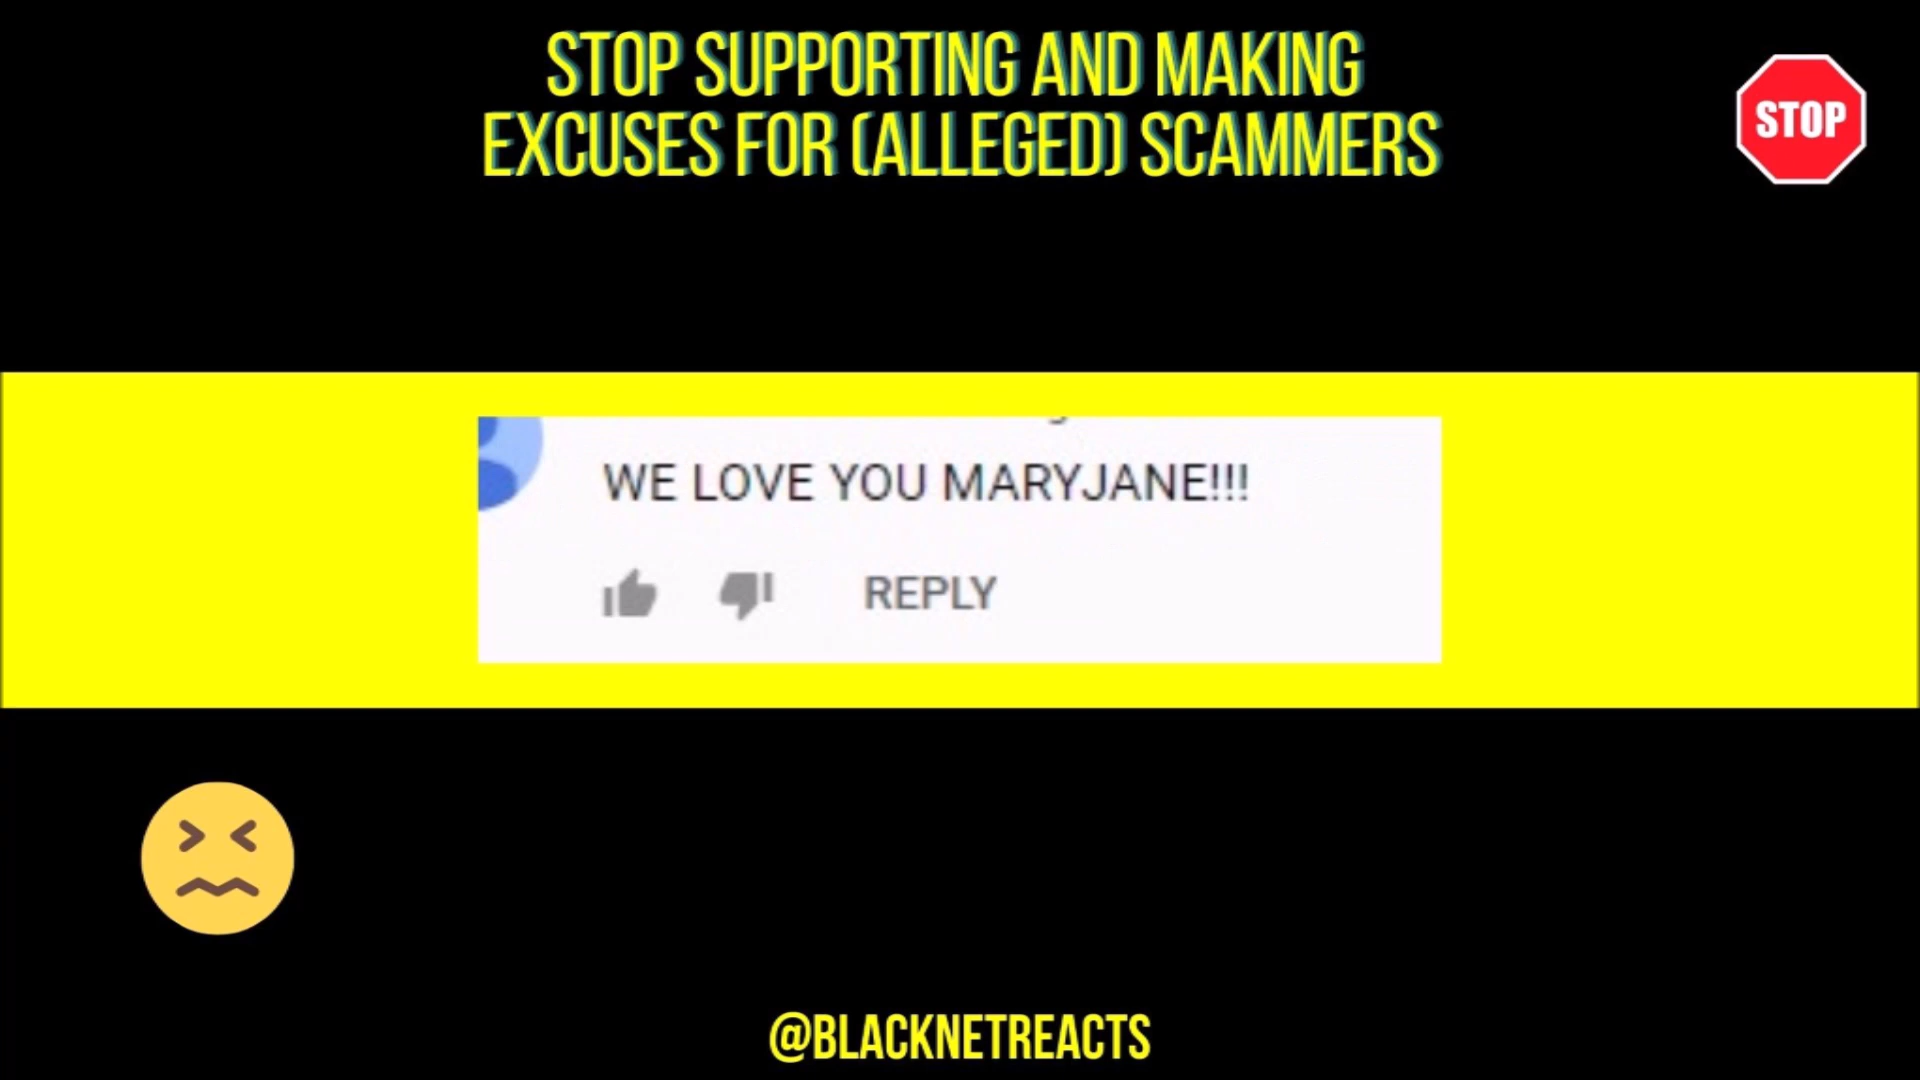 STOP SUPPORTING AND MAKING
EXCUSES FOR (ALLEGED) SCAMMERS
STOP
WE LOVE YOU MARYJANE!!!
REPLY
@BLACKNETREACTS